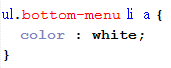 ul.bottom-menu li a {
color : white;
}